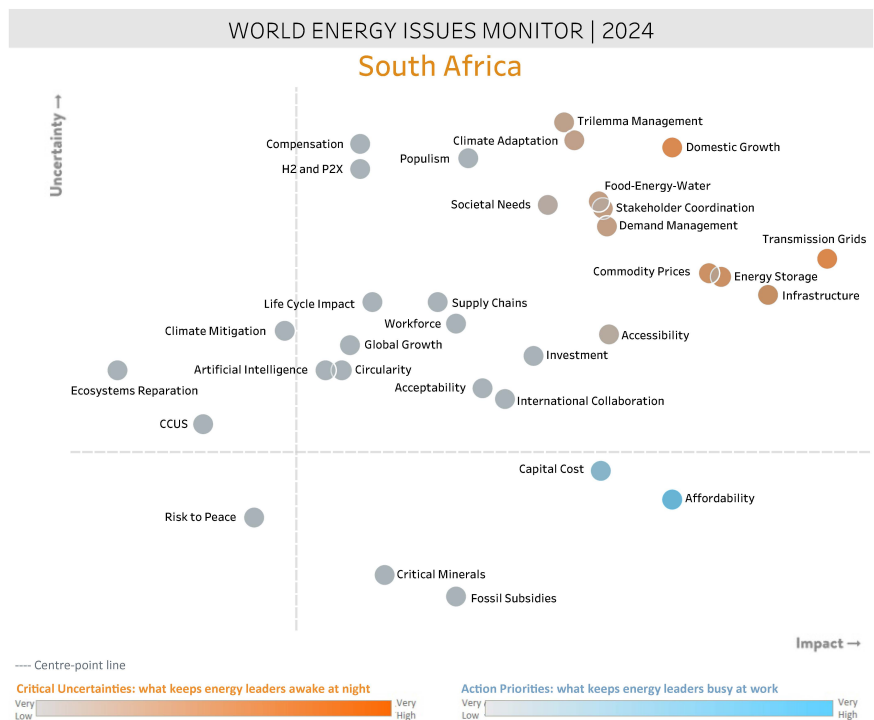 WORLD ENERGY ISSUES MONITOR | 2024
South Africa
Uncertainty →
Trilemma Management
Compensation
Climate Adaptation
Domestic Growth
Populism
H2 and P2X
Food-Energy-Water
Societal Needs
Stakeholder Coordination
Demand Management
Transmission Grids
Commodity Prices
Energy Storage
Infrastructure
Life Cycle Impact
Supply Chains
Workforce
Climate Mitigation
Accessibility
Global Growth
Investment
Artificial Intelligence
Circularity
Ecosystems Reparation
Acceptability
International Collaboration
CCUS
Capital Cost
Affordability
Risk to Peace
Critical Minerals
Fossil Subsidies
Impact →
---- Centre-point line
Critical Uncertainties: what keeps energy leaders awake at night
Very Low
Very High
Action Priorities: what keeps energy leaders busy at work
Very Low
Very High